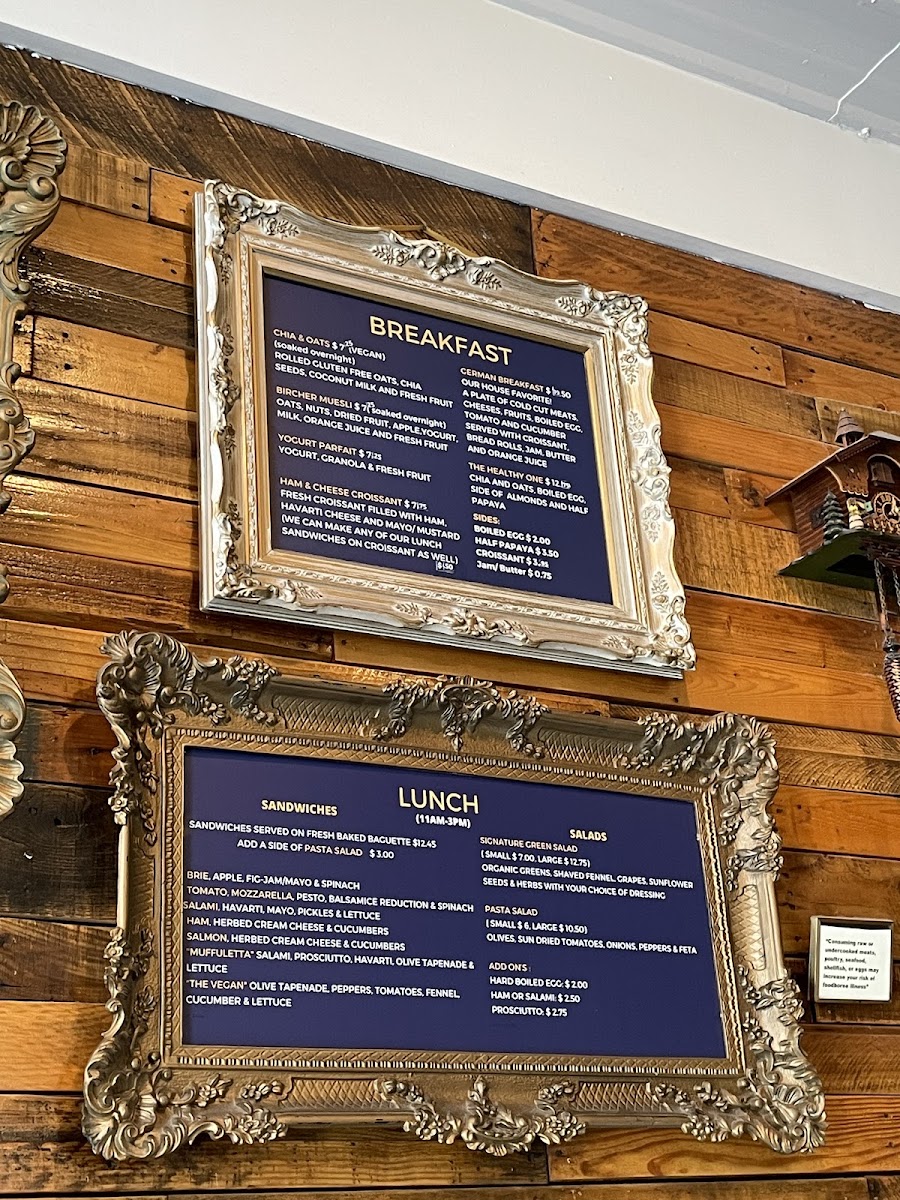 BREAKFAST
CHIA & OATS $ 7.25 (VEGAN)
(soaked overnight)
ROLLED GLUTEN FREE OATS, CHIA
SEEDS, COCONUT MILK AND FRESH FRUIT
BIRCHER MUESLI $ 7.25 (soaked overnight)
OATS, NUTS, DRIED FRUIT, APPLE,YOGURT,
MILK, ORANGE JUICE AND FRESH FRUIT
YOGURT PARFAIT $ 7.25
YOGURT, GRANOLA & FRESH FRUIT
HAM & CHEESE CROISSANT $ 7.75
FRESH CROISSANT FILLED WITH HAM,
HAVARTI CHEESE AND MAYO/ MUSTARD
(WE CAN MAKE ANY OF OUR LUNCH
SANDWICHES ON CROISSANT AS WELL)
GERMAN BREAKFAST $
OUR HOUSE FAVORITE
A PLATE OF COLD CUT MEATS,
CHEESES, FRUITS, BOILED EGG,
TOMATO AND CUCUMBER
SERVED WITH CROISSANT,
BREAD ROLLS, JAM, BUTTER
AND ORANGE JUICE
THE HEALTHY ONE $
CHIA AND OATS, BOILED EGG,
SIDE OF ALMONDS AND HALF
PAPAYA
SIDES:
BOILED EGG $ 2.00
HALF PAPAYA $ 3.50
CROISSANT $ 3.95
Jam/ Butter $ 0.75
LUNCH
(11AM-3PM)
SANDWICHES
SANDWICHES SERVED ON FRESH BAKED BAGUETTE $12.45
ADD A SIDE OF PASTA SALAD $ 3.00
BRIE, APPLE, FIG-JAM/MAYO & SPINACH
TOMATO, MOZZARELLA, PESTO, BALSAMICE REDUCTION & SPINACH
SALAMI, HAVARTI, MAYO, PICKLES & LETTUCE
HAM, HERBED CREAM CHEESE & CUCUMBERS
SALMON, HERBED CREAM CHEESE & CUCUMBERS
"MUFFULETTA" SALAMI, PROSCIUTTO, HAVARTI, OLIVE TAPENADE &
LETTUCE
"THE VEGAN" OLIVE TAPENADE, PEPPERS, TOMATOES, FENNEL,
CUCUMBER & LETTUCE
SALADS
SIGNATURE GREEN SALAD
( SMALL $ 7.00, LARGE $ 12.75)
ORGANIC GREENS, SHAVED FENNEL, GRAPES, SUNFLOWER
SEEDS & HERBS WITH YOUR CHOICE OF DRESSING
PASTA SALAD
( SMALL $ 6, LARGE $ 10.50)
OLIVES, SUN DRIED TOMATOES, ONIONS, PEPPERS & FETA
ADD ON'S :
HARD BOILED EGG: $ 2.00
HAM OR SALAMI: $ 2.50
PROSCIUTTO: $ 2.75
"Consuming raw or
undercooked meats,
poultry, seafood,
shellfish, or eggs may
increase your risk of
foodborne illness"